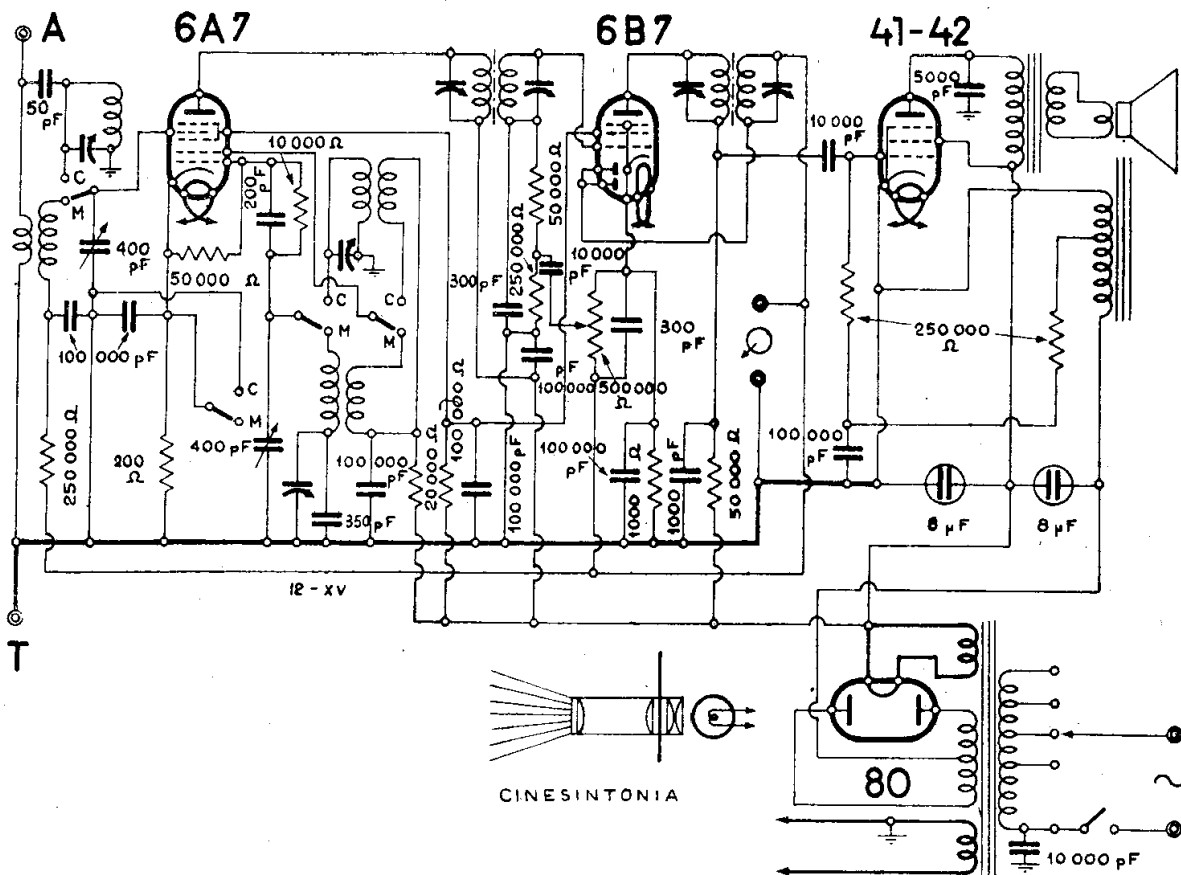 A
6A7
6B7
41-42
50 pF
10 000 Ω
200 pF
5000 pF
10 000 pF
C
M
400 pF
50 000 Ω
100 000 pF
C
M
C
M
C
M
250 000 Ω
200 Ω
400 pF
350 pF
100 000 pF
20 000 Ω
100 000 Ω
100 000 pF
300 pF
50 000 Ω
250 000 Ω
10 000 pF
100 000 pF
500 000 Ω
300 pF
100 000 pF
1000 Ω
1000 pF
50 000 Ω
250 000 Ω
100 000 pF
8 µF
8 µF
12-XV
T
CINESINTONIA
80
10 000 pF